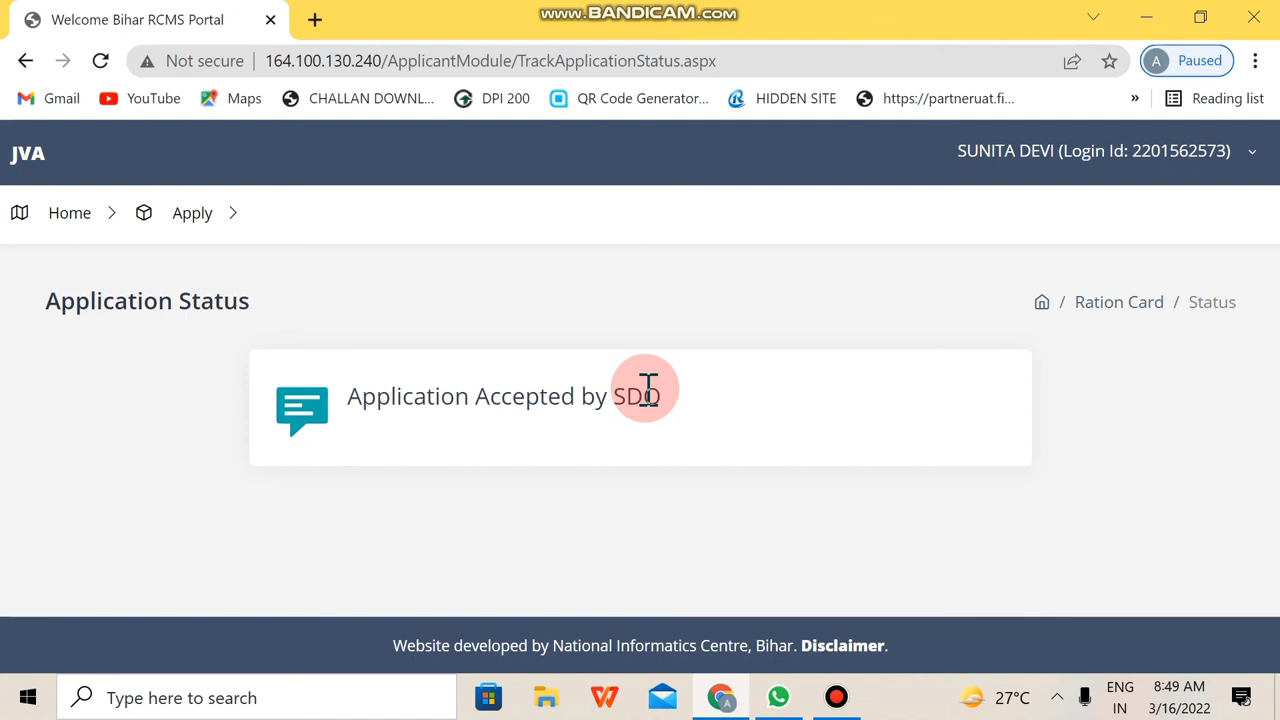 www.BANDICAM.com
Welcome Bihar RCMS Portal
Not secure 164.100.130.240/ApplicantModule/TrackApplicationStatus.aspx
A Paused
Gmail YouTube Maps CHALLAN DOWNL... DPI 200 QR Code Generator... HIDDEN SITE https://partneruat.fi... » Reading list
JVA SUNITA DEVI (Login Id: 2201562573)
Home Apply
Application Status / Ration Card / Status
Application Accepted by SDO
Website developed by National Informatics Centre, Bihar. Disclaimer.
Type here to search
27°C
ENG
IN
8:49 AM
3/16/2022